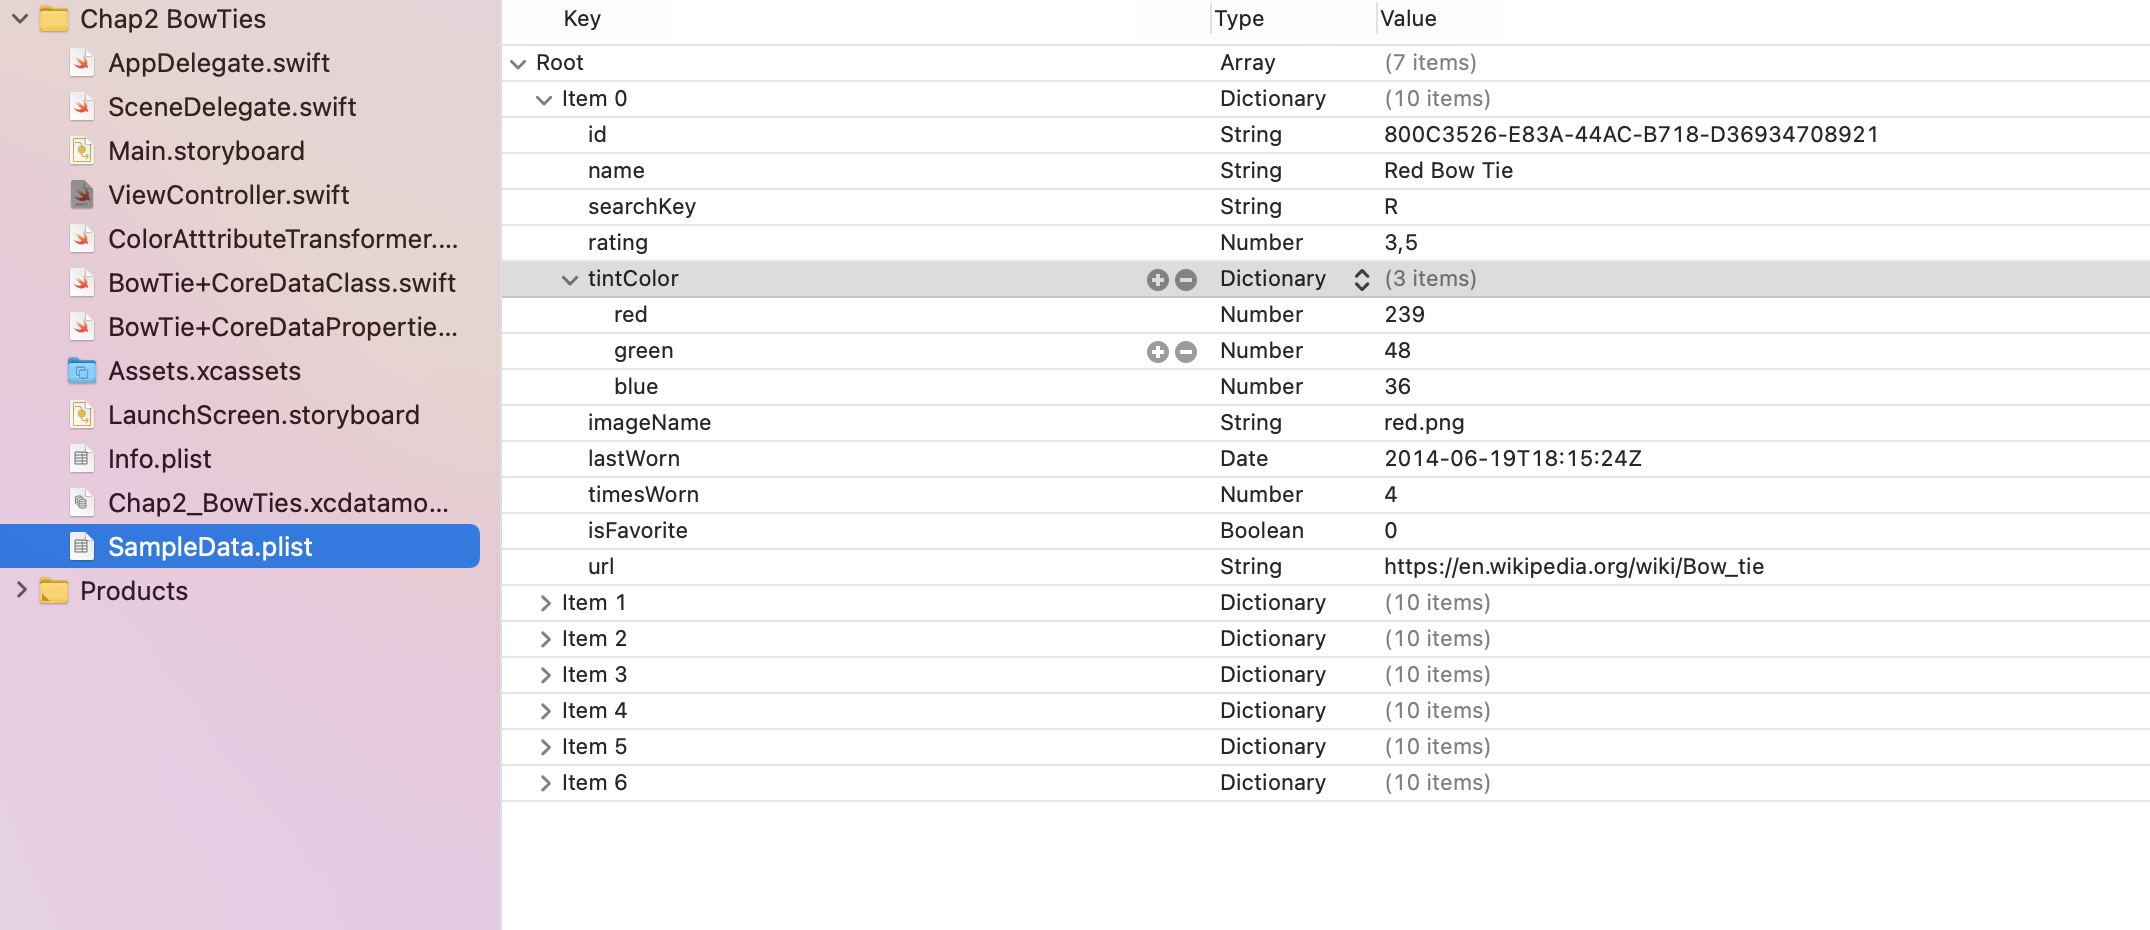 Chap2 BowTies
AppDelegate.swift
SceneDelegate.swift
Main.storyboard
ViewController.swift
ColorAtttributeTransformer....
BowTie+CoreDataClass.swift
BowTie+CoreDataPropertie...
Assets.xcassets
LaunchScreen.storyboard
Info.plist
Chap2_BowTies.xcdatamo...
SampleData.plist
Products
Key Type Value
Root Array (7 items)
Item 0 Dictionary (10 items)
id String 800C3526-E83A-44AC-B718-D36934708921
name String Red Bow Tie
searchKey String R
rating Number 3,5
tintColor Dictionary (3 items)
red Number 239
green Number 48
blue Number 36
imageName String red.png
lastWorn Date 2014-06-19T18:15:24Z
timesWorn Number 4
isFavorite Boolean 0
url String https://en.wikipedia.org/wiki/Bow_tie
Item 1 Dictionary (10 items)
Item 2 Dictionary (10 items)
Item 3 Dictionary (10 items)
Item 4 Dictionary (10 items)
Item 5 Dictionary (10 items)
Item 6 Dictionary (10 items)